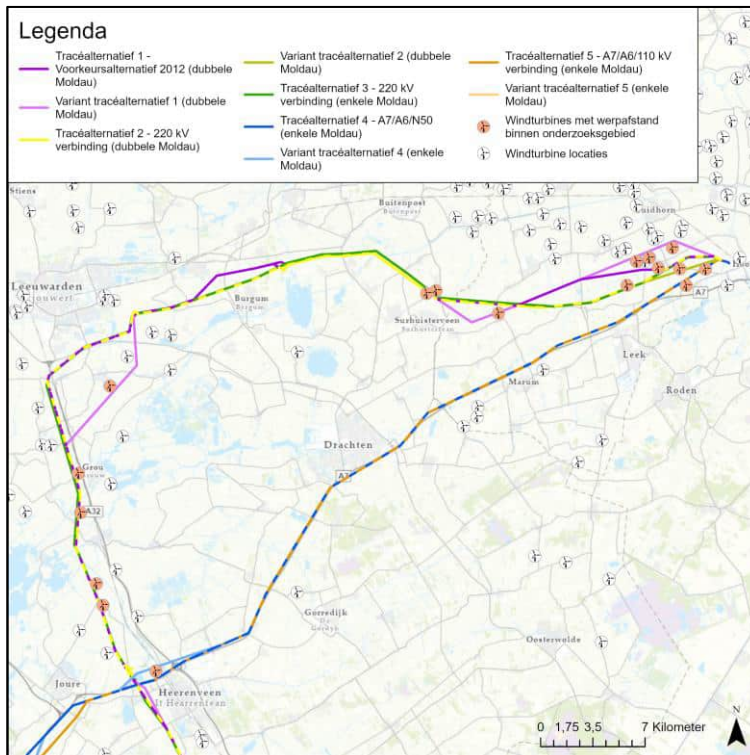 Legenda
Tracéalternatief 1 -
Voorkeursalternatief 2012 (dubbele
Moldau)
Variant tracéalternatief 1 (dubbele
Moldau)
Tracéalternatief 2 - 220 kV
verbinding (dubbele Moldau)
Variant tracéalternatief 2 (dubbele
Moldau)
Tracéalternatief 3 - 220 kV
verbinding (enkele Moldau)
Tracéalternatief 4 - A7/A6/N50
(enkele Moldau)
Variant tracéalternatief 4 (enkele
Moldau)
Tracéalternatief 5 - A7/A6/110 kV
verbinding (enkele Moldau)
Variant tracéalternatief 5 (enkele
Moldau)
Windturbines met werpafstand
binnen onderzoeksgebied
Windturbine locaties
Stiens
Buitenpost
Zuidhorn
Leeuwarden
Burgum
A7
Surhuisterveen
Leek
Marum
Roden
Drachten
A7
Grou
A32
Gorredijk
De
Oosterwolde
Joure
Heerenveen
It Hearrenfean
N
0 1,75 3,5 7 Kilometer